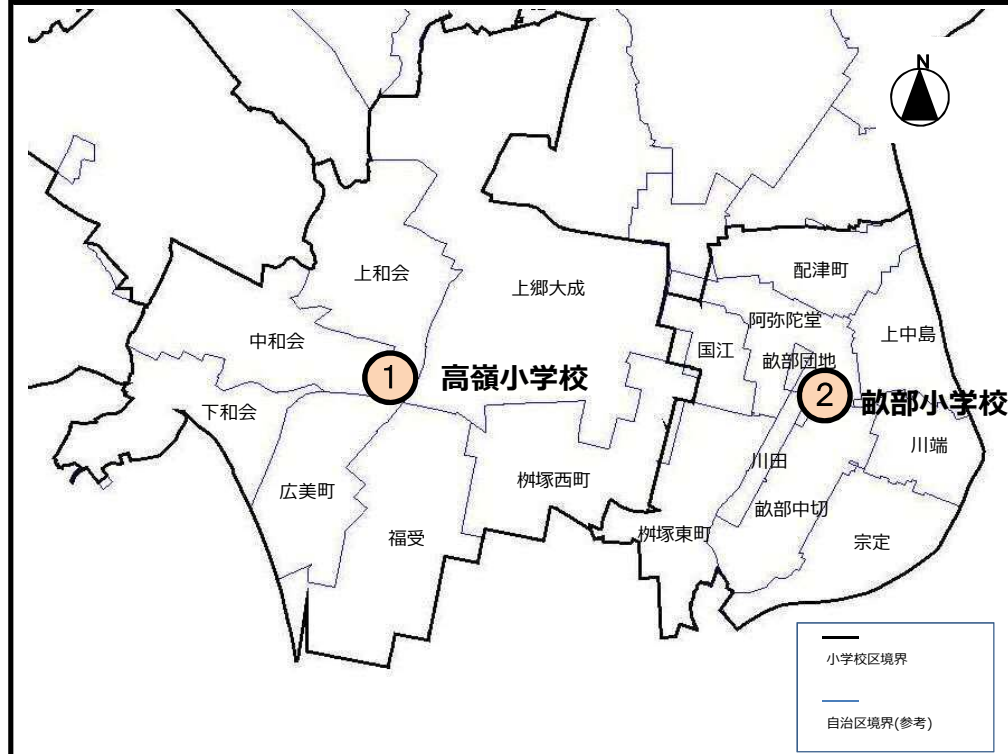 N
配津町
上和会
上郷大成
阿弥陀堂
上中島
中和会
国江
畝部団地
① 高嶺小学校
② 畝部小学校
下和会
川端
川田
桝塚西町
広美町
畝部中切
福受
桝塚東町
宗定
小学校区境界
自治区境界(参考)